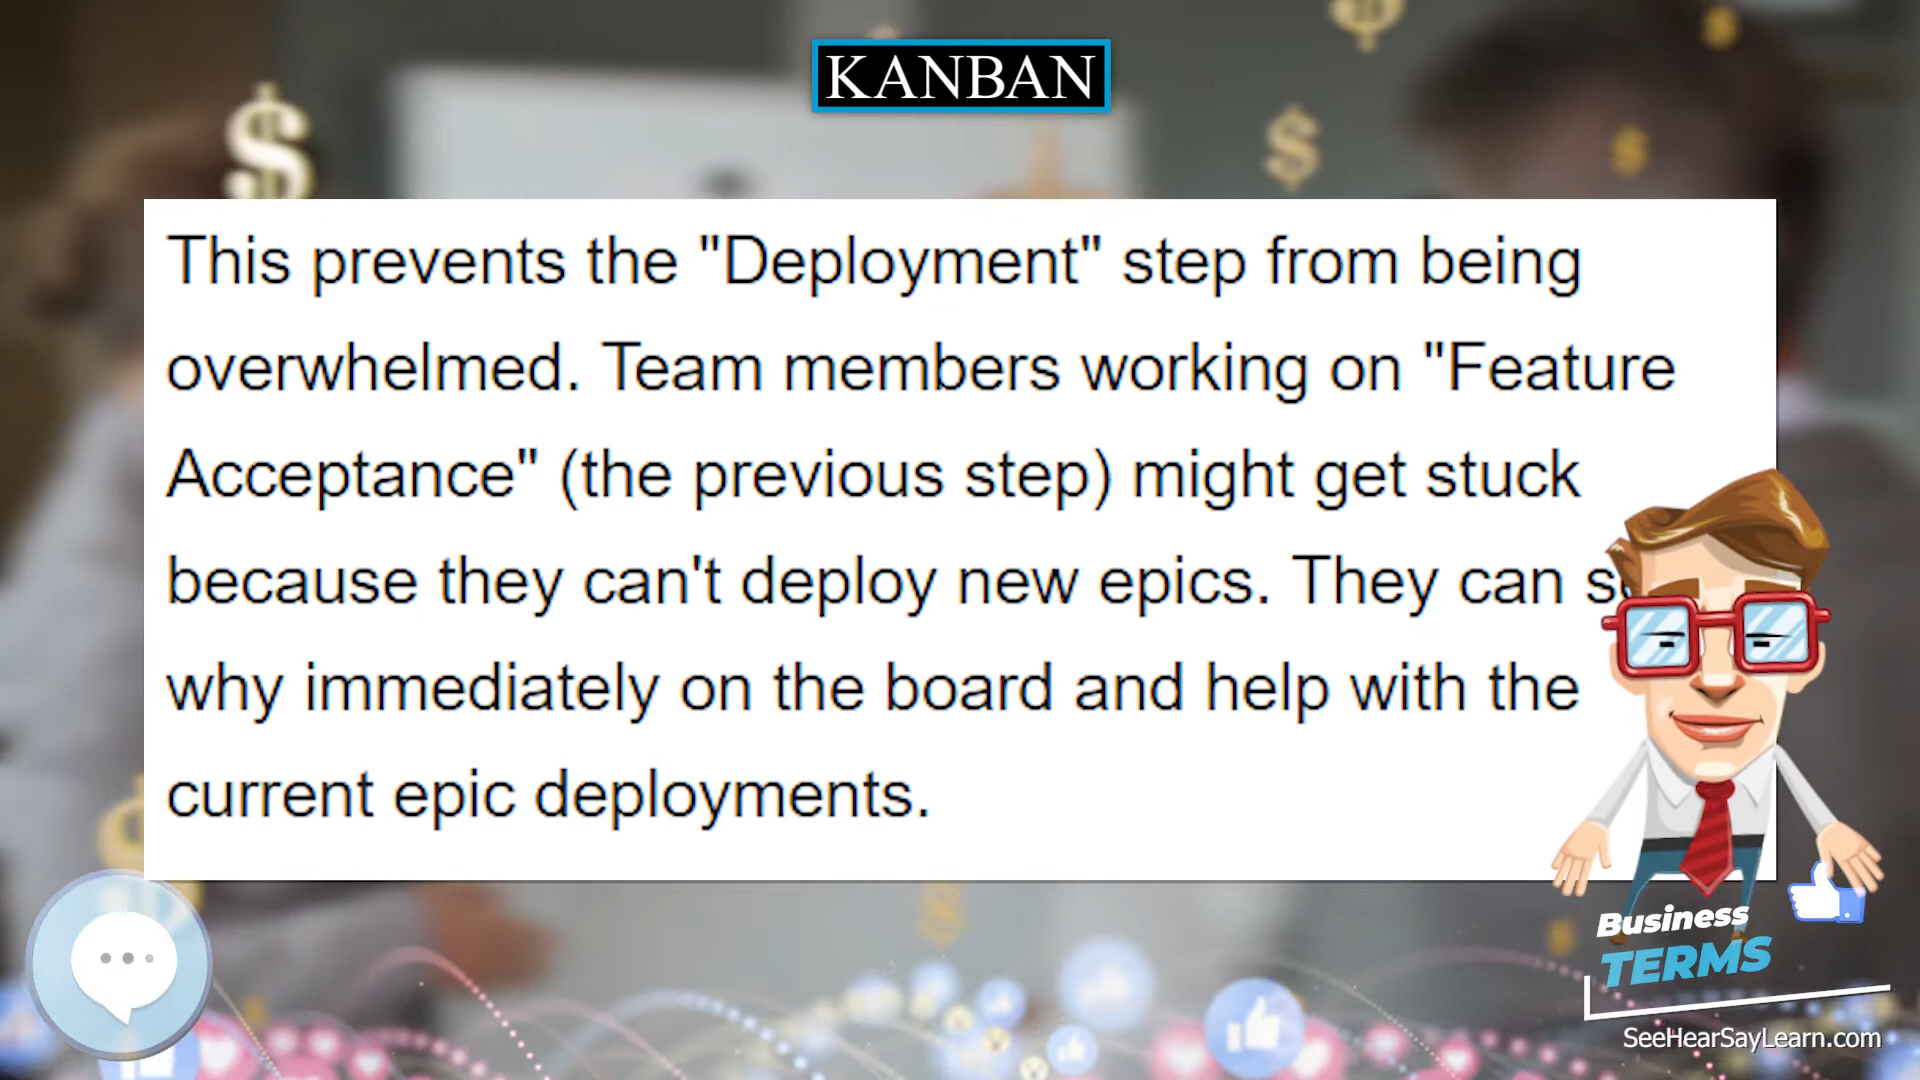 KANBAN
This prevents the "Deployment" step from being
overwhelmed. Team members working on "Feature
Acceptance" (the previous step) might get stuck
because they can't deploy new epics. They can
why immediately on the board and help with the
current epic deployments.
Business
TERMS
SeeHearSayLearn.com